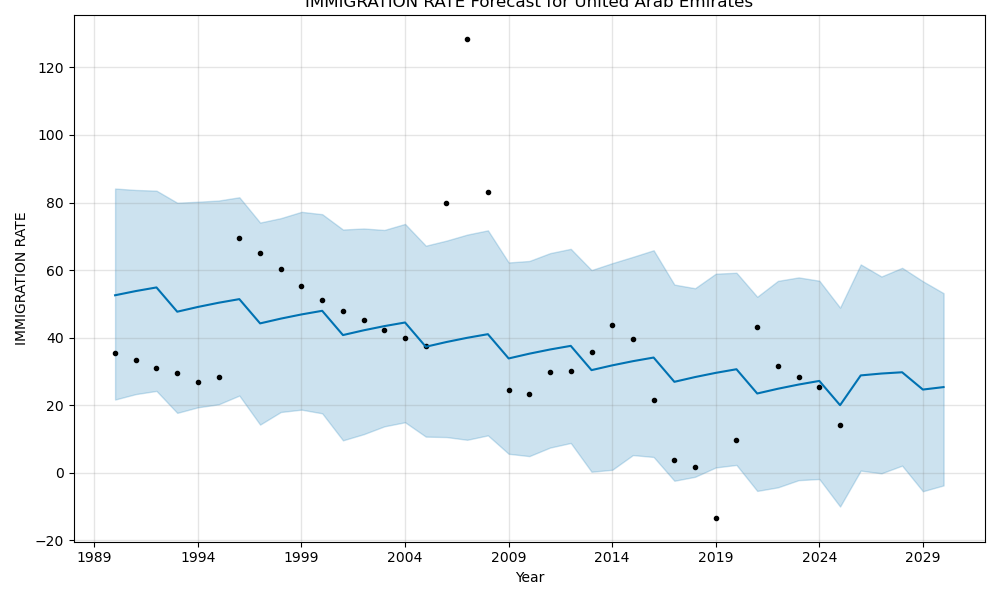 IMMIGRATION RATE Forecast for United Arab Emirates
120
100
80
60
40
20
0
−20
IMMIGRATION RATE
1989 1994 1999 2004 2009 2014 2019 2024 2029
Year